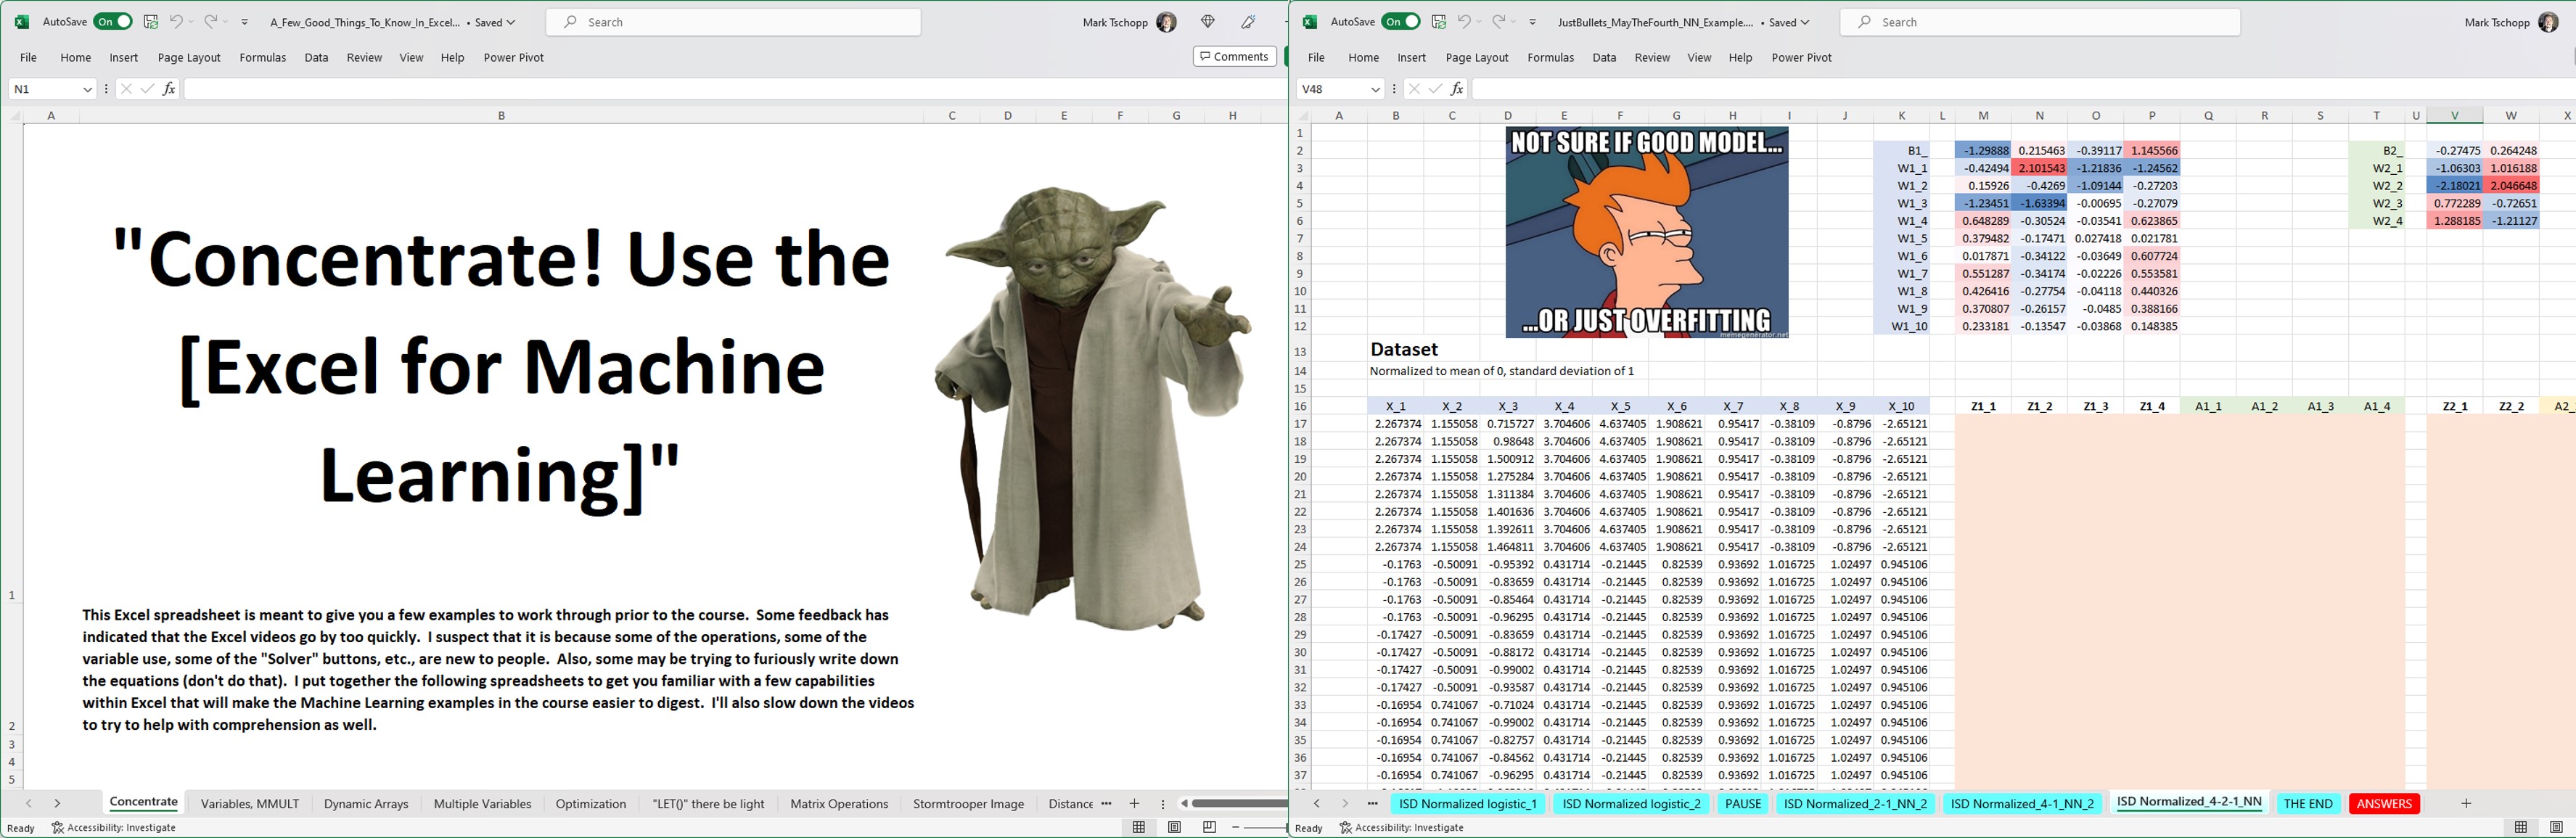 AutoSave On A_Few_Good_Things_To_Know_In_Excel... • Saved Search Mark Tschopp
File Home Insert Page Layout Formulas Data Review View Help Power Pivot Comments
N1 fx
A B C D E F G H
"Concentrate! Use the
[Excel for Machine
Learning]"
1
This Excel spreadsheet is meant to give you a few examples to work through prior to the course. Some feedback has
indicated that the Excel videos go by too quickly. I suspect that it is because some of the operations, some of the
variable use, some of the "Solver" buttons, etc., are new to people. Also, some may be trying to furiously write down
the equations (don't do that). I put together the following spreadsheets to get you familiar with a few capabilities
within Excel that will make the Machine Learning examples in the course easier to digest. I'll also slow down the videos
2 to try to help with comprehension as well.
3
4
5
Concentrate Variables, MMULT Dynamic Arrays Multiple Variables Optimization "LET()" there be light Matrix Operations Stormtrooper Image Distance ...
Ready Accessibility: Investigate
AutoSave On JustBullets_MayTheFourth_NN_Example.... • Saved Search Mark Tschopp
File Home Insert Page Layout Formulas Data Review View Help Power Pivot
V48 fx
A B C D E F G H I J K L M N O P Q R S T U V W X
1 NOT SURE IF GOOD MODEL...
2 B1_ -1.29888 0.215463 -0.39117 1.145566 B2_ -0.27475 0.264248
3 W1_1 -0.42494 2.101543 -1.21836 -1.24562 W2_1 -1.06303 1.016188
4 W1_2 0.15926 -0.4269 -1.09144 -0.27203 W2_2 -2.18021 2.046648
5 W1_3 -1.23451 -1.63394 -0.00695 -0.27079 W2_3 0.772289 -0.72651
6 W1_4 0.648289 -0.30524 -0.03541 0.623865 W2_4 1.288185 -1.21127
7 W1_5 0.379482 -0.17471 0.027418 0.021781
8 W1_6 0.017871 -0.34122 -0.03649 0.607724
9 W1_7 0.551287 -0.34174 -0.02226 0.553581
10 W1_8 0.426416 -0.27754 -0.04118 0.440326
11 W1_9 0.370807 -0.26157 -0.0485 0.388166
12 ...OR JUST OVERFITTING W1_10 0.233181 -0.13547 -0.03868 0.148385
memegenerator.net
13 Dataset
14 Normalized to mean of 0, standard deviation of 1
15
16 X_1 X_2 X_3 X_4 X_5 X_6 X_7 X_8 X_9 X_10 Z1_1 Z1_2 Z1_3 Z1_4 A1_1 A1_2 A1_3 A1_4 Z2_1 Z2_2
17 2.267374 1.155058 0.715727 3.704606 4.637405 1.908621 0.95417 -0.38109 -0.8796 -2.65121
18 2.267374 1.155058 0.98648 3.704606 4.637405 1.908621 0.95417 -0.38109 -0.8796 -2.65121
19 2.267374 1.155058 1.500912 3.704606 4.637405 1.908621 0.95417 -0.38109 -0.8796 -2.65121
20 2.267374 1.155058 1.275284 3.704606 4.637405 1.908621 0.95417 -0.38109 -0.8796 -2.65121
21 2.267374 1.155058 1.311384 3.704606 4.637405 1.908621 0.95417 -0.38109 -0.8796 -2.65121
22 2.267374 1.155058 1.401636 3.704606 4.637405 1.908621 0.95417 -0.38109 -0.8796 -2.65121
23 2.267374 1.155058 1.392611 3.704606 4.637405 1.908621 0.95417 -0.38109 -0.8796 -2.65121
24 2.267374 1.155058 1.464811 3.704606 4.637405 1.908621 0.95417 -0.38109 -0.8796 -2.65121
25 -0.1763 -0.50091 -0.95392 0.431714 -0.21445 0.82539 0.93692 1.016725 1.02497 0.945106
26 -0.1763 -0.50091 -0.83659 0.431714 -0.21445 0.82539 0.93692 1.016725 1.02497 0.945106
27 -0.1763 -0.50091 -0.85464 0.431714 -0.21445 0.82539 0.93692 1.016725 1.02497 0.945106
28 -0.1763 -0.50091 -0.96295 0.431714 -0.21445 0.82539 0.93692 1.016725 1.02497 0.945106
29 -0.17427 -0.50091 -0.83659 0.431714 -0.21445 0.82539 0.93692 1.016725 1.02497 0.945106
30 -0.17427 -0.50091 -0.88172 0.431714 -0.21445 0.82539 0.93692 1.016725 1.02497 0.945106
31 -0.17427 -0.50091 -0.99002 0.431714 -0.21445 0.82539 0.93692 1.016725 1.02497 0.945106
32 -0.17427 -0.50091 -0.93587 0.431714 -0.21445 0.82539 0.93692 1.016725 1.02497 0.945106
33 -0.16954 0.741067 -0.71024 0.431714 -0.21445 0.82539 0.93692 1.016725 1.02497 0.945106
34 -0.16954 0.741067 -0.99002 0.431714 -0.21445 0.82539 0.93692 1.016725 1.02497 0.945106
35 -0.16954 0.741067 -0.82757 0.431714 -0.21445 0.82539 0.93692 1.016725 1.02497 0.945106
36 -0.16954 0.741067 -0.84562 0.431714 -0.21445 0.82539 0.93692 1.016725 1.02497 0.945106
37 -0.16954 0.741067 -0.96295 0.431714 -0.21445 0.82539 0.93692 1.016725 1.02497 0.945106
... ISD Normalized logistic_1 ISD Normalized logistic_2 PAUSE ISD Normalized_2-1_NN_2 ISD Normalized_4-1_NN_2 ISD Normalized_4-2-1_NN THE END ANSWERS
Ready Accessibility: Investigate